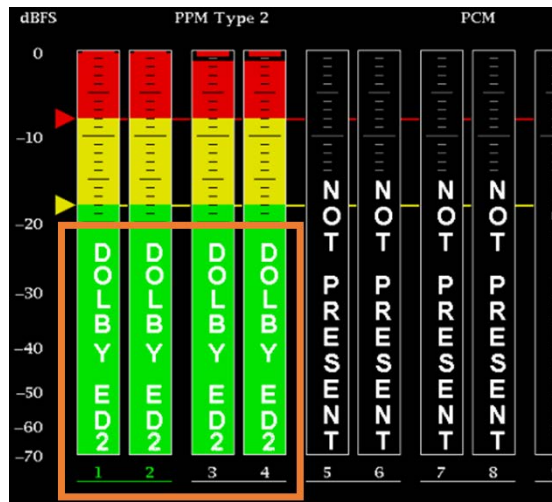 dBFS PPM Type 2 PCM
0
-10
-20
-30
-40
-50
-60
-70
DOLBY ED2
DOLBY ED2
DOLBY ED2
DOLBY ED2
NOT PRESENT
NOT PRESENT
NOT PRESENT
NOT PRESENT
1 2 3 4 5 6 7 8